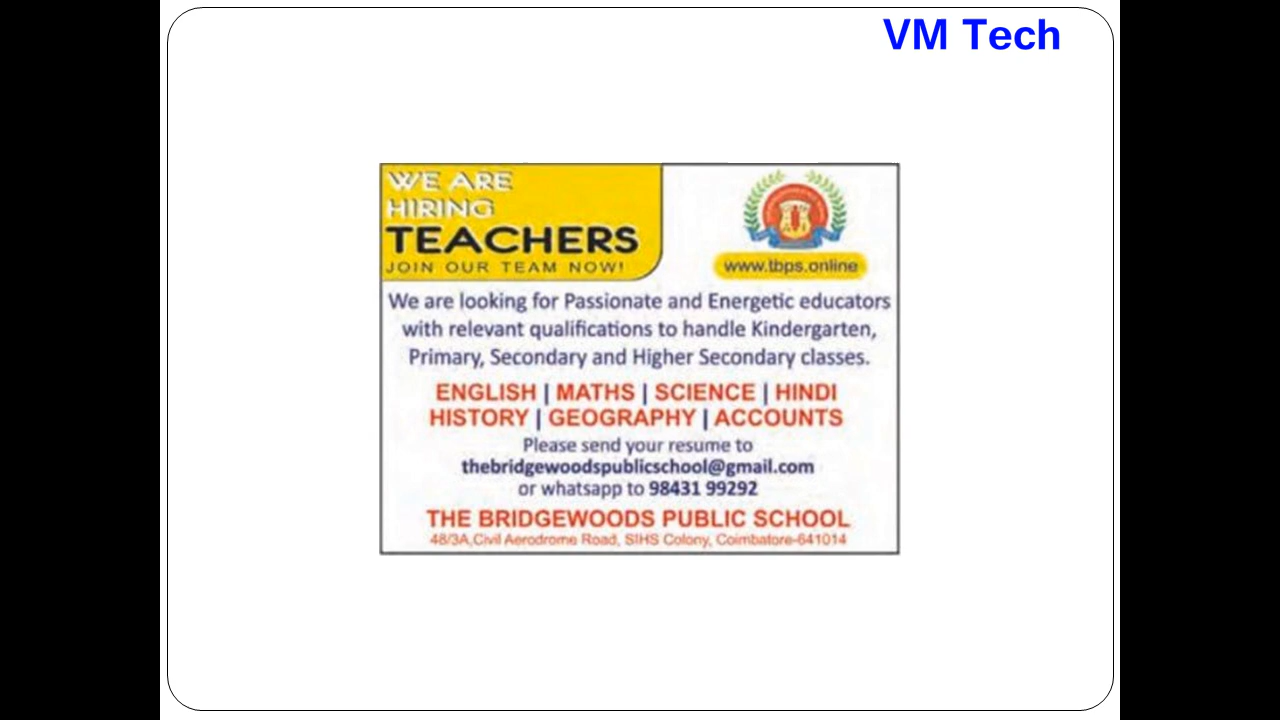 VM Tech
WE ARE
HIRING
TEACHERS
JOIN OUR TEAM NOW!
www.tbps.online
We are looking for Passionate and Energetic educators
with relevant qualifications to handle Kindergarten,
Primary, Secondary and Higher Secondary classes.
ENGLISH | MATHS | SCIENCE | HINDI
HISTORY | GEOGRAPHY | ACCOUNTS
Please send your resume to
thebridgewoodspublicschool@gmail.com
or whatsapp to 98431 99292
THE BRIDGEWOODS PUBLIC SCHOOL
48/3A,Civil Aerodrome Road, SIHS Colony, Coimbatore-641014